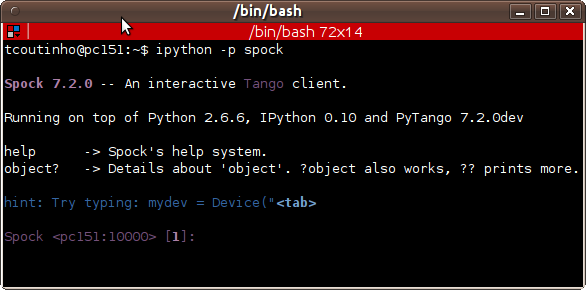 /bin/bash
/bin/bash 72x14
tcoutinho@pc151:~$ ipython -p spock
Spock 7.2.0 -- An interactive Tango client.
Running on top of Python 2.6.6, IPython 0.10 and PyTango 7.2.0dev
help      -> Spock's help system.
object?   -> Details about 'object'. ?object also works, ?? prints more.
hint: Try typing: mydev = Device("<tab>
Spock <pc151:10000> [1]: